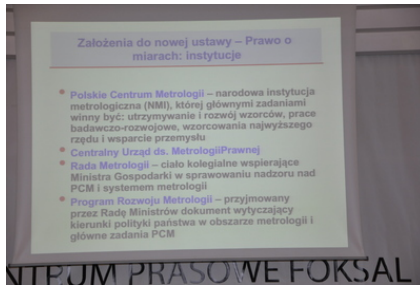 Założenia do nowej ustawy – Prawo o
miarach: instytucje
Polskie Centrum Metrologii – narodowa instytucja
metrologiczna (NMI), której głównymi zadaniami
winny być: utrzymywanie i rozwój wzorców, prace
badawczo-rozwojowe, wzorcowania najwyższego
rzędu i wsparcie przemysłu
Centralny Urząd ds. MetrologiiPrawnej
Rada Metrologii – ciało kolegialne wspierające
Ministra Gospodarki w sprawowaniu nadzoru nad
PCM i systemem metrologii
Program Rozwoju Metrologii – przyjmowany
przez Radę Ministrów dokument wytyczający
kierunki polityki państwa w obszarze metrologii i
główne zadania PCM
NTRUM PRASOWE FOKSAL